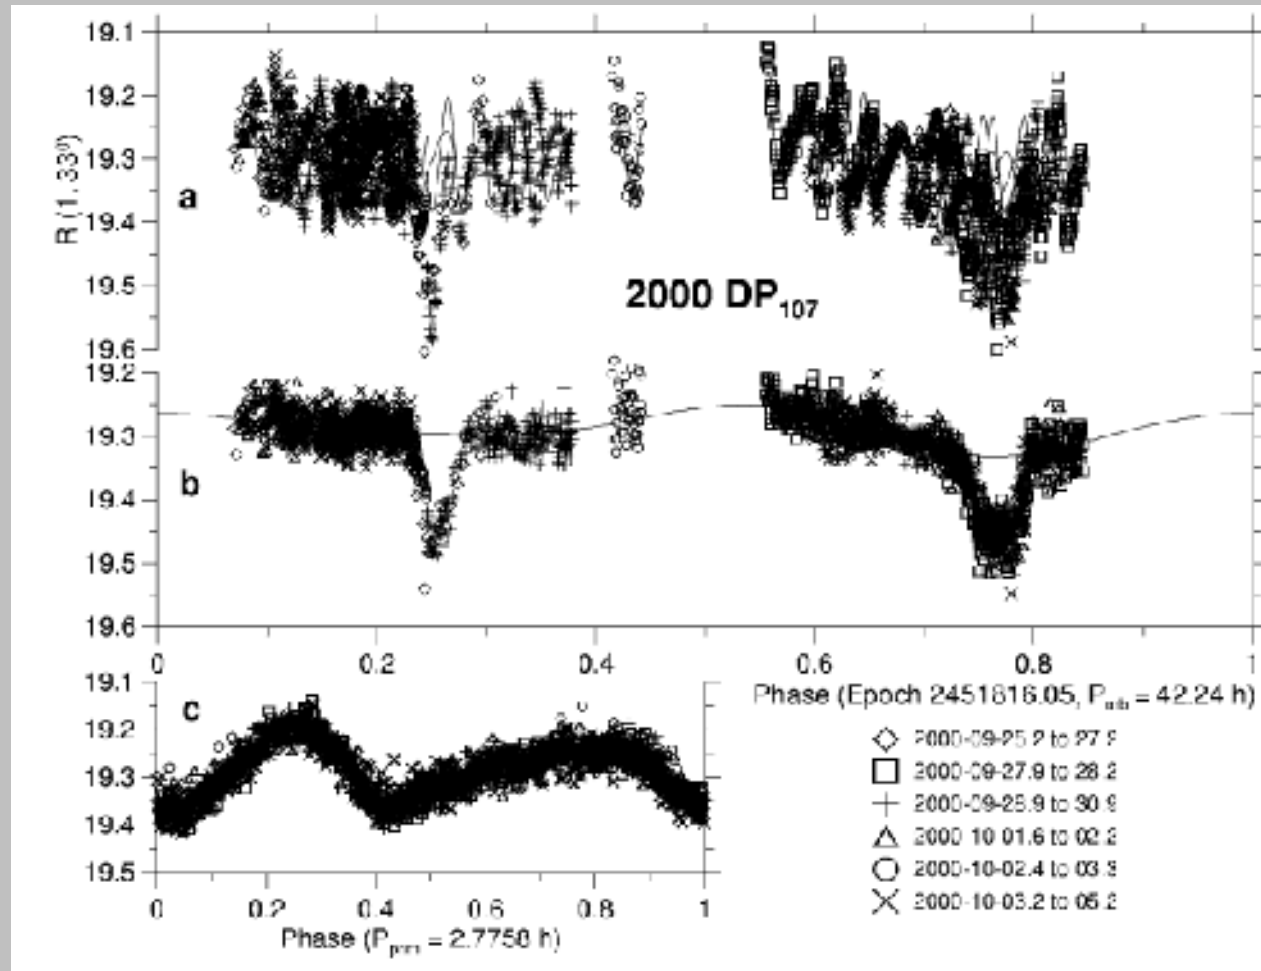 19.1
19.2
19.3
a
R (1.33⁰)
19.4
19.5
2000 DP₁₀₇
19.6
19.2
19.3
b
19.4
19.5
19.6
0 0.2 0.4 0.6 0.8 1
19.1
c
Phase (Epoch 2451816.05, P = 42.24 h)
19.2
2000-09-25.2 to 27.2
19.3
2000-09-27.9 to 28.2
2000-09-28.9 to 30.9
19.4
2000-10-01.6 to 02.2
19.5
2000-10-02.4 to 03.3
2000-10-03.2 to 05.2
0 0.2 0.4 0.6 0.8 1
Phase (P = 2.7758 h)